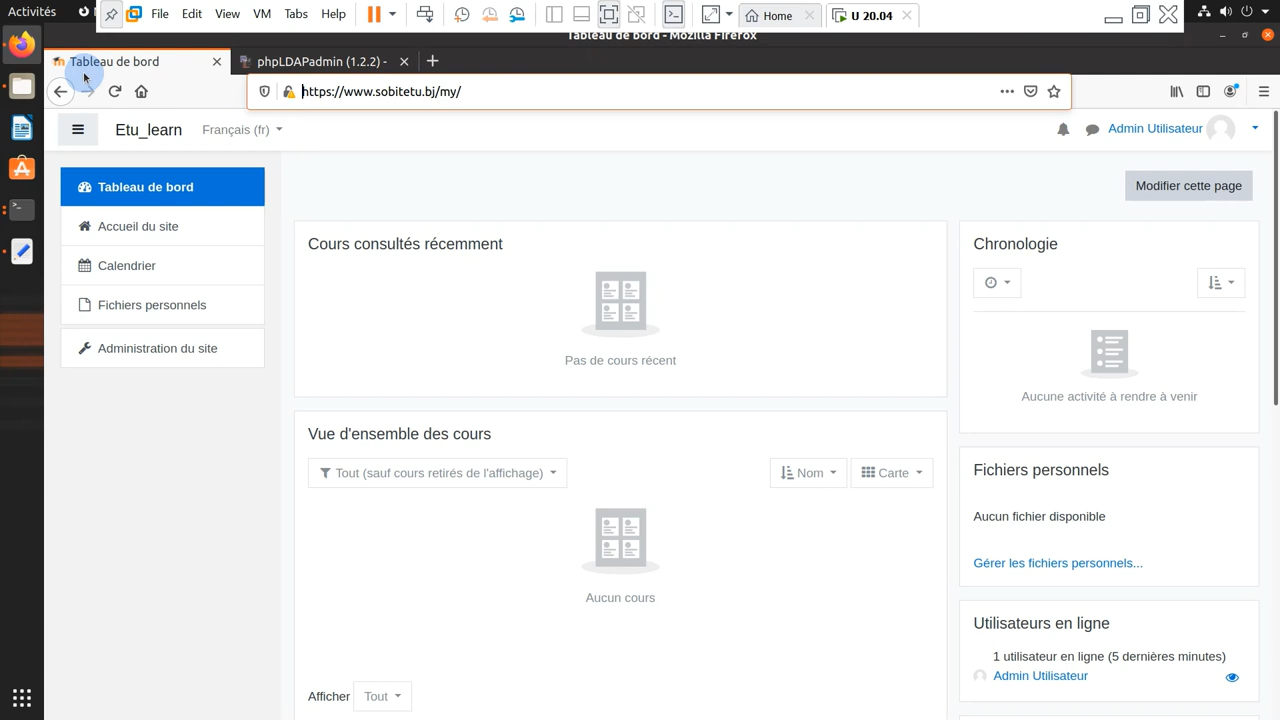 Activités
File Edit View VM Tabs Help
Home
U 20.04
Tableau de bord - Mozilla Firefox
Tableau de bord
phpLDAPadmin (1.2.2) -
https://www.sobitetu.bj/my/
Etu_learn
Français (fr)
Admin Utilisateur
Tableau de bord
Accueil du site
Calendrier
Fichiers personnels
Administration du site
Modifier cette page
Cours consultés récemment
Pas de cours récent
Vue d'ensemble des cours
Tout (sauf cours retirés de l'affichage)
Nom
Carte
Aucun cours
Afficher Tout
Chronologie
Aucune activité à rendre à venir
Fichiers personnels
Aucun fichier disponible
Gérer les fichiers personnels...
Utilisateurs en ligne
1 utilisateur en ligne (5 dernières minutes)
Admin Utilisateur